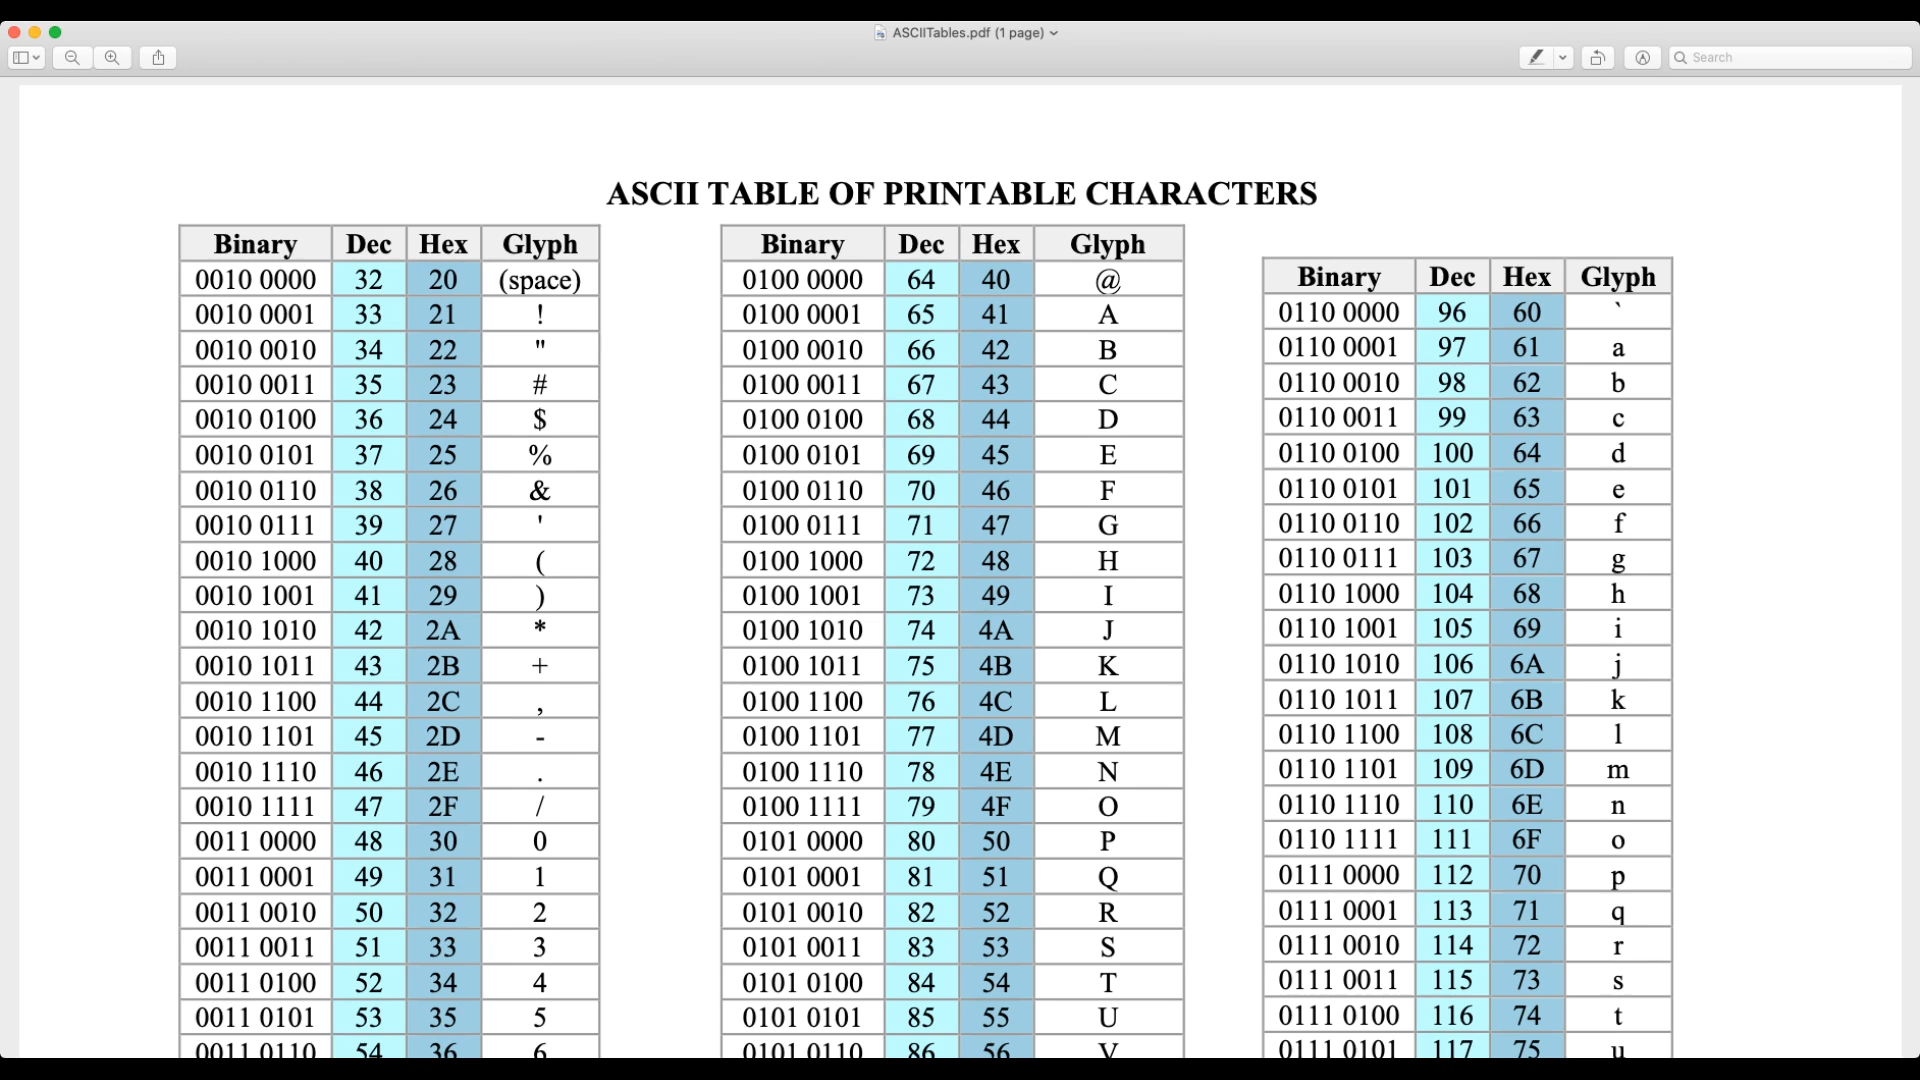 ASCIITables.pdf (1 page)
Search
ASCII TABLE OF PRINTABLE CHARACTERS
Binary Dec Hex Glyph
0010 0000 32 20 (space)
0010 0001 33 21 !
0010 0010 34 22 "
0010 0011 35 23 #
0010 0100 36 24 $
0010 0101 37 25 %
0010 0110 38 26 &
0010 0111 39 27 '
0010 1000 40 28 (
0010 1001 41 29 )
0010 1010 42 2A *
0010 1011 43 2B +
0010 1100 44 2C ,
0010 1101 45 2D -
0010 1110 46 2E .
0010 1111 47 2F /
0011 0000 48 30 0
0011 0001 49 31 1
0011 0010 50 32 2
0011 0011 51 33 3
0011 0100 52 34 4
0011 0101 53 35 5
0011 0110 54 36 6
Binary Dec Hex Glyph
0100 0000 64 40 @
0100 0001 65 41 A
0100 0010 66 42 B
0100 0011 67 43 C
0100 0100 68 44 D
0100 0101 69 45 E
0100 0110 70 46 F
0100 0111 71 47 G
0100 1000 72 48 H
0100 1001 73 49 I
0100 1010 74 4A J
0100 1011 75 4B K
0100 1100 76 4C L
0100 1101 77 4D M
0100 1110 78 4E N
0100 1111 79 4F O
0101 0000 80 50 P
0101 0001 81 51 Q
0101 0010 82 52 R
0101 0011 83 53 S
0101 0100 84 54 T
0101 0101 85 55 U
0101 0110 86 56 V
Binary Dec Hex Glyph
0110 0000 96 60 `
0110 0001 97 61 a
0110 0010 98 62 b
0110 0011 99 63 c
0110 0100 100 64 d
0110 0101 101 65 e
0110 0110 102 66 f
0110 0111 103 67 g
0110 1000 104 68 h
0110 1001 105 69 i
0110 1010 106 6A j
0110 1011 107 6B k
0110 1100 108 6C l
0110 1101 109 6D m
0110 1110 110 6E n
0110 1111 111 6F o
0111 0000 112 70 p
0111 0001 113 71 q
0111 0010 114 72 r
0111 0011 115 73 s
0111 0100 116 74 t
0111 0101 117 75 u